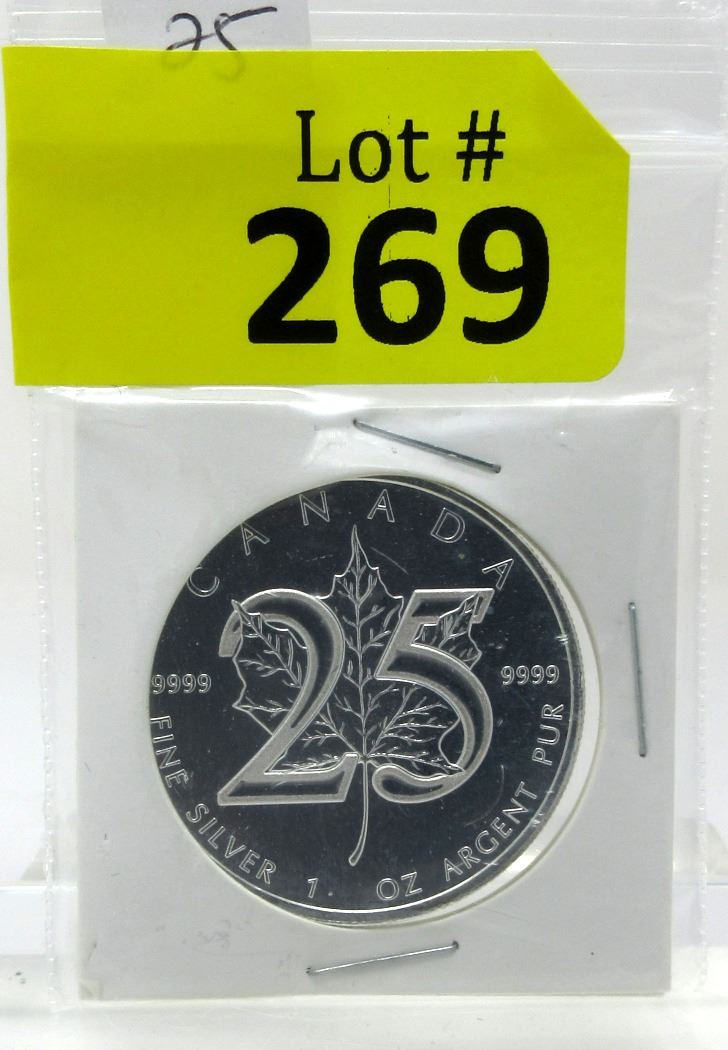 25
Lot #
269
CANADA
25
9999 9999
FINE SILVER 1 OZ ARGENT PUR